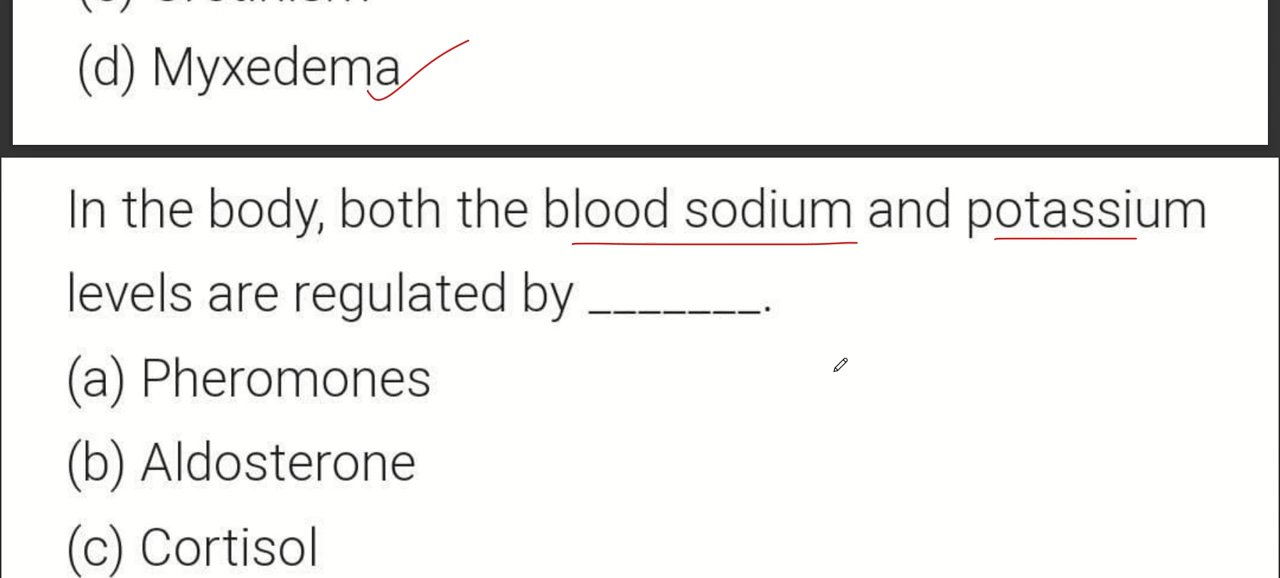 (d) Myxedema
In the body, both the blood sodium and potassium
levels are regulated by _______.
(a) Pheromones
(b) Aldosterone
(c) Cortisol